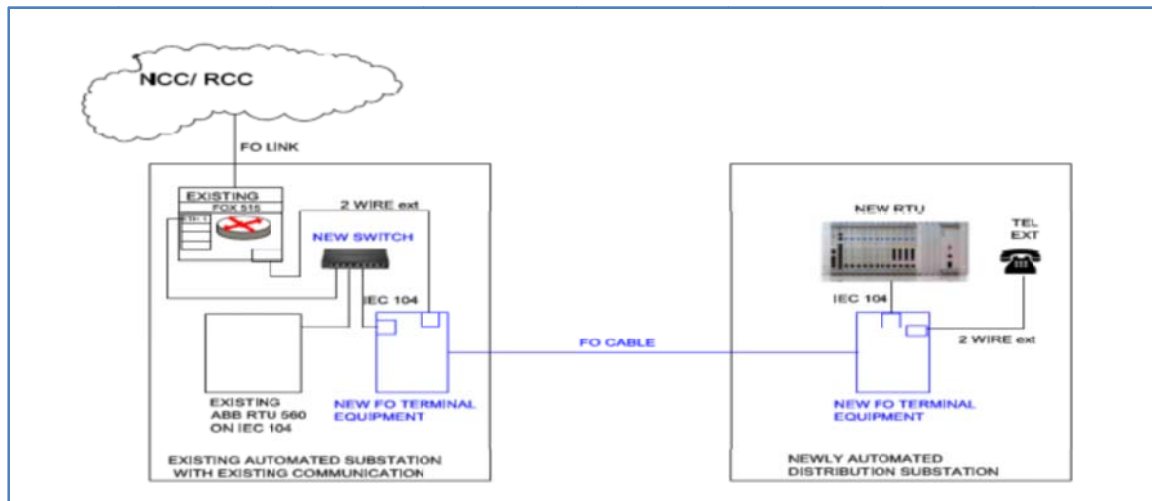 NCC/ RCC
FO LINK
EXISTING
FOX 515
ETH 1
2 WIRE ext
NEW SWITCH
IEC 104
EXISTING
ABB RTU 560
ON IEC 104
NEW FO TERMINAL
EQUIPMENT
EXISTING AUTOMATED SUBSTATION
WITH EXISTING COMMUNICATION
FO CABLE
NEW RTU
TEL
EXT
IEC 104
2 WIRE ext
NEW FO TERMINAL
EQUIPMENT
NEWLY AUTOMATED
DISTRIBUTION SUBSTATION